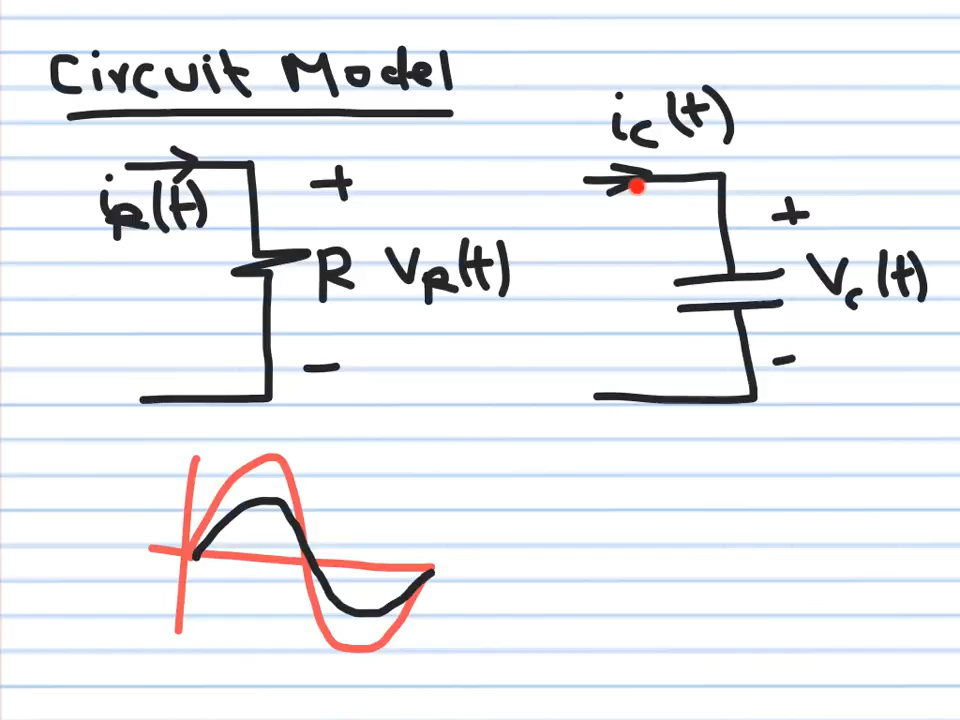 Circuit Model
iR(t)
+
R VR(t)
-
iC(t)
+
Vc(t)
-